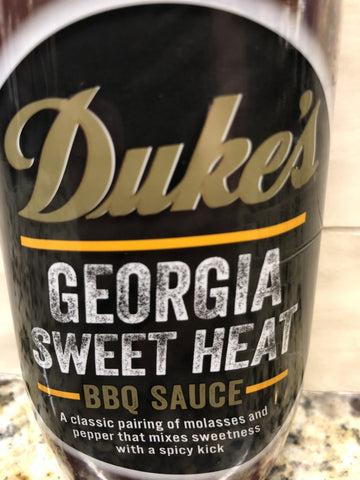 Duke's
GEORGIA
SWEET HEAT
BBQ SAUCE
A classic pairing of molasses and
pepper that mixes sweetness
with a spicy kick